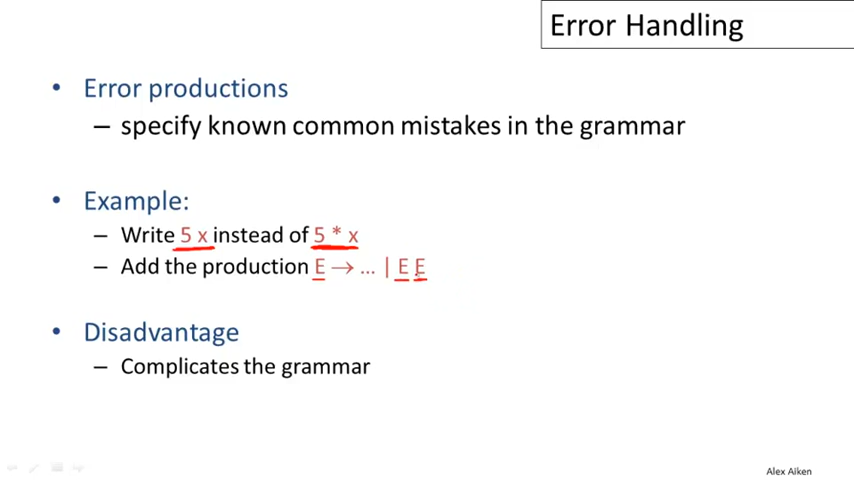 Error Handling
• Error productions
– specify known common mistakes in the grammar
• Example:
– Write 5 x instead of 5 * x
– Add the production E → ... | E E
• Disadvantage
– Complicates the grammar
Alex Aiken